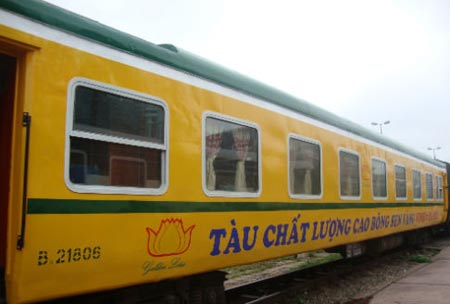 TÀU CHẤT LƯỢNG CAO BÔNG SEN VÀNG
B.21806
Golden Lotus